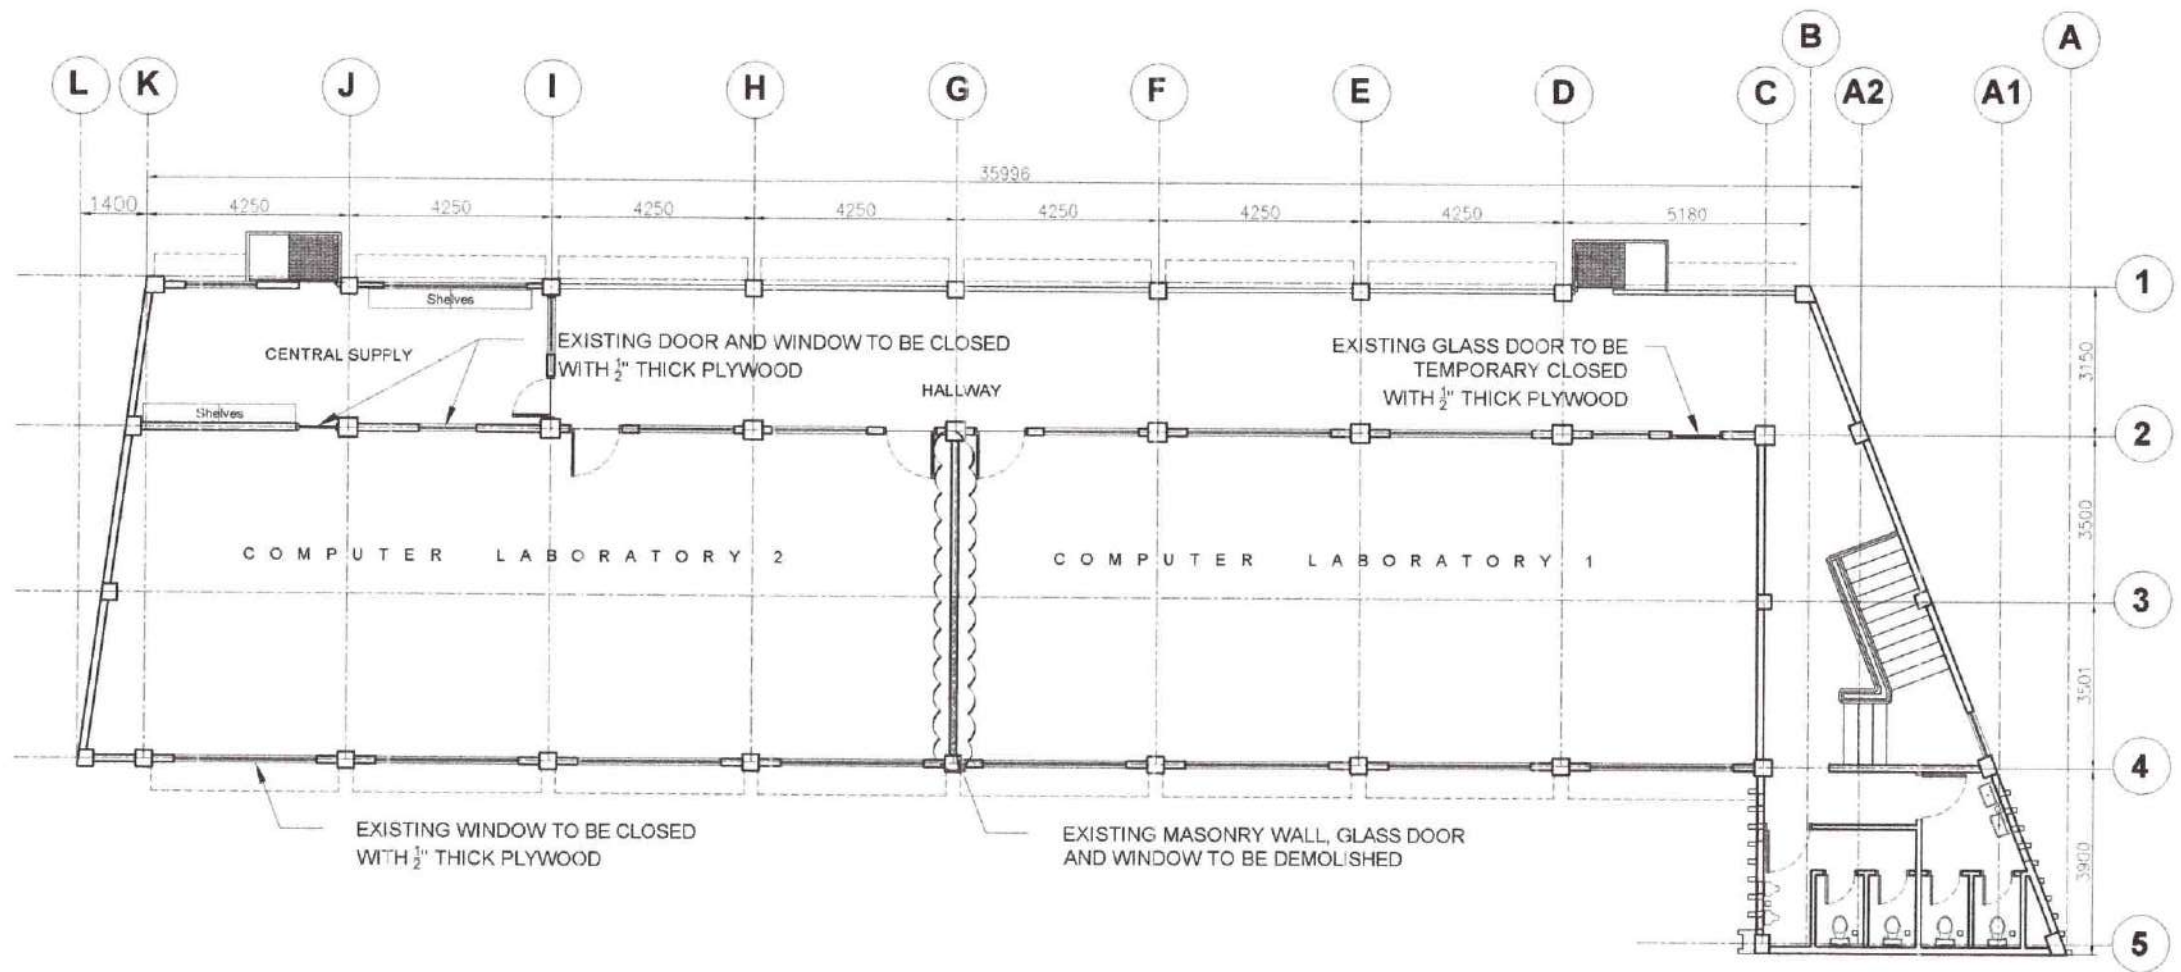 B
A
L
K
J
I
H
G
F
E
D
C
A2
A1
35996
1400
4250
4250
4250
4250
4250
4250
4250
5180
1
Shelves
EXISTING DOOR AND WINDOW TO BE CLOSED
WITH 1/2" THICK PLYWOOD
CENTRAL SUPPLY
HALLWAY
EXISTING GLASS DOOR TO BE
TEMPORARY CLOSED
WITH 1/2" THICK PLYWOOD
3150
Shelves
2
3500
COMPUTER LABORATORY 2
COMPUTER LABORATORY 1
3
3501
4
EXISTING WINDOW TO BE CLOSED
WITH 1/2" THICK PLYWOOD
EXISTING MASONRY WALL, GLASS DOOR
AND WINDOW TO BE DEMOLISHED
3900
5